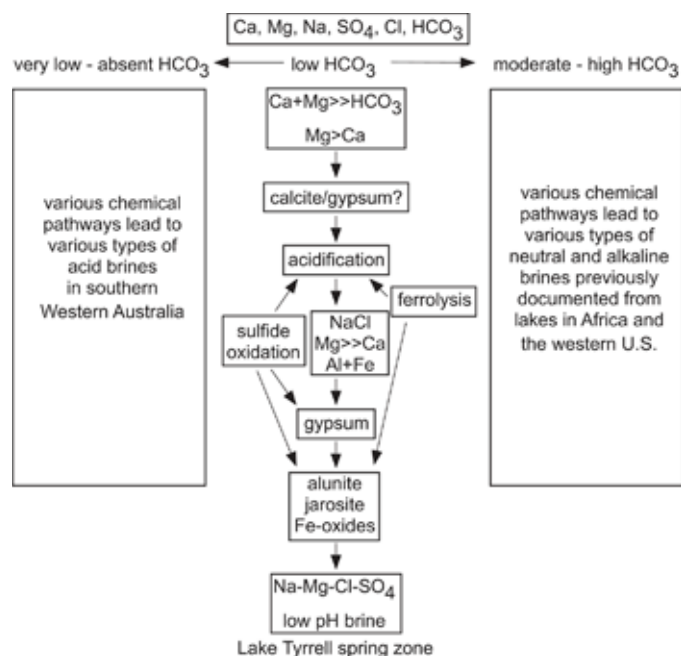 Ca, Mg, Na, SO4, Cl, HCO3
very low - absent HCO3
low HCO3
moderate - high HCO3
Ca+Mg>>HCO3
Mg>Ca
calcite/gypsum?
various chemical
pathways lead to
various types of
acid brines
in southern
Western Australia
various chemical
pathways lead to
various types of
neutral and alkaline
brines previously
documented from
lakes in Africa and
the western U.S.
acidification
ferrolysis
sulfide
oxidation
NaCl
Mg>>Ca
Al+Fe
gypsum
alunite
jarosite
Fe-oxides
Na-Mg-Cl-SO4
low pH brine
Lake Tyrrell spring zone